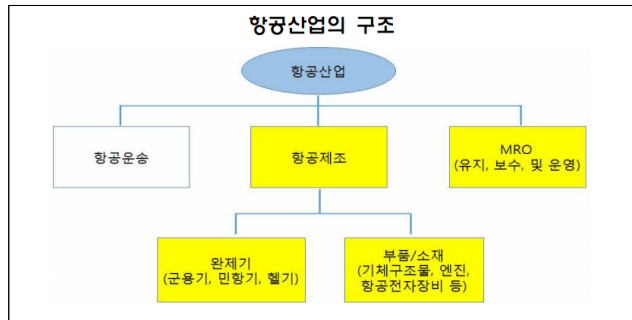 항공산업의 구조
항공산업
항공운송
항공제조
MRO
(유지, 보수, 및 운영)
완제기
(군용기, 민항기, 헬기)
부품/소재
(기체구조물, 엔진,
항공전자장비 등)